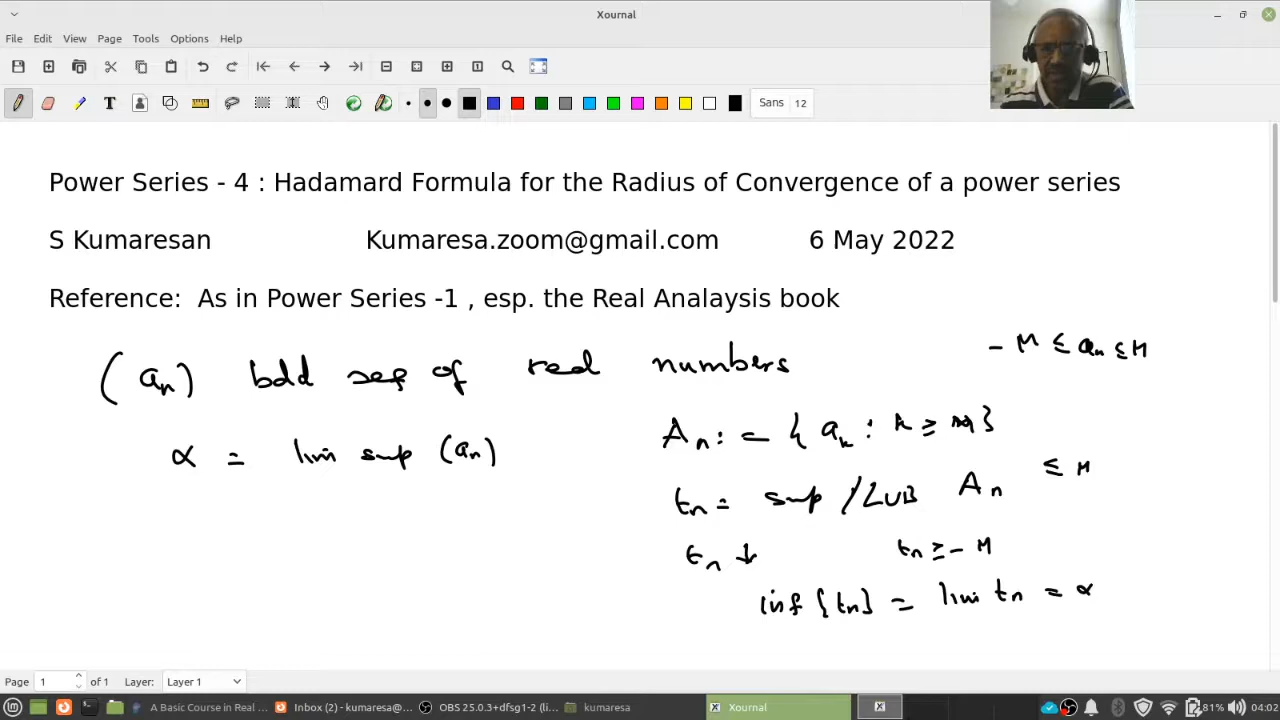 Xournal
File Edit View Page Tools Options Help
Sans 12
Power Series - 4 : Hadamard Formula for the Radius of Convergence of a power series
S Kumaresan Kumaresa.zoom@gmail.com 6 May 2022
Reference: As in Power Series -1 , esp. the Real Analaysis book
- M ≤ aₙ ≤ M
(aₙ) bdd seq of real numbers
Aₙ := { aₖ : k ≥ n }
α = lim sup (aₙ)
≤ M
tₙ = sup / LUB Aₙ
tₙ ↓ tₙ ≥ - M
inf {tₙ} = lim tₙ = α
Page 1 of 1 Layer: Layer 1
A Basic Course in Real ... Inbox (2) - kumaresa@... OBS 25.0.3+dfsg1-2 (li... kumaresa Xournal 81% 04:02